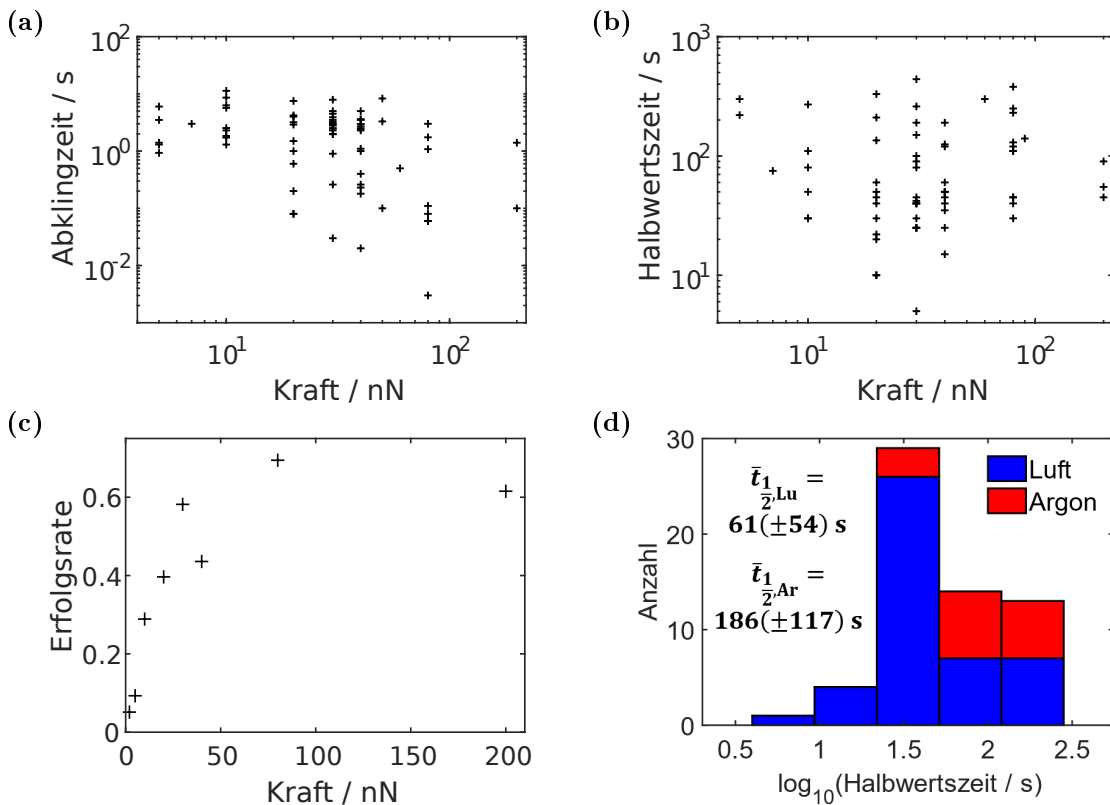 (a)
10^2
10^0
10^-2
Abklingzeit / s
10^1
10^2
Kraft / nN
(b)
10^3
10^2
10^1
Halbwertszeit / s
10^1
10^2
Kraft / nN
(c)
0.6
0.4
0.2
0
Erfolgsrate
0
50
100
150
200
Kraft / nN
(d)
30
20
10
0
Anzahl
t̄_{1/2,Lu} =
61(±54) s
t̄_{1/2,Ar} =
186(±117) s
Luft
Argon
0.5
1
1.5
2
2.5
log_10(Halbwertszeit / s)